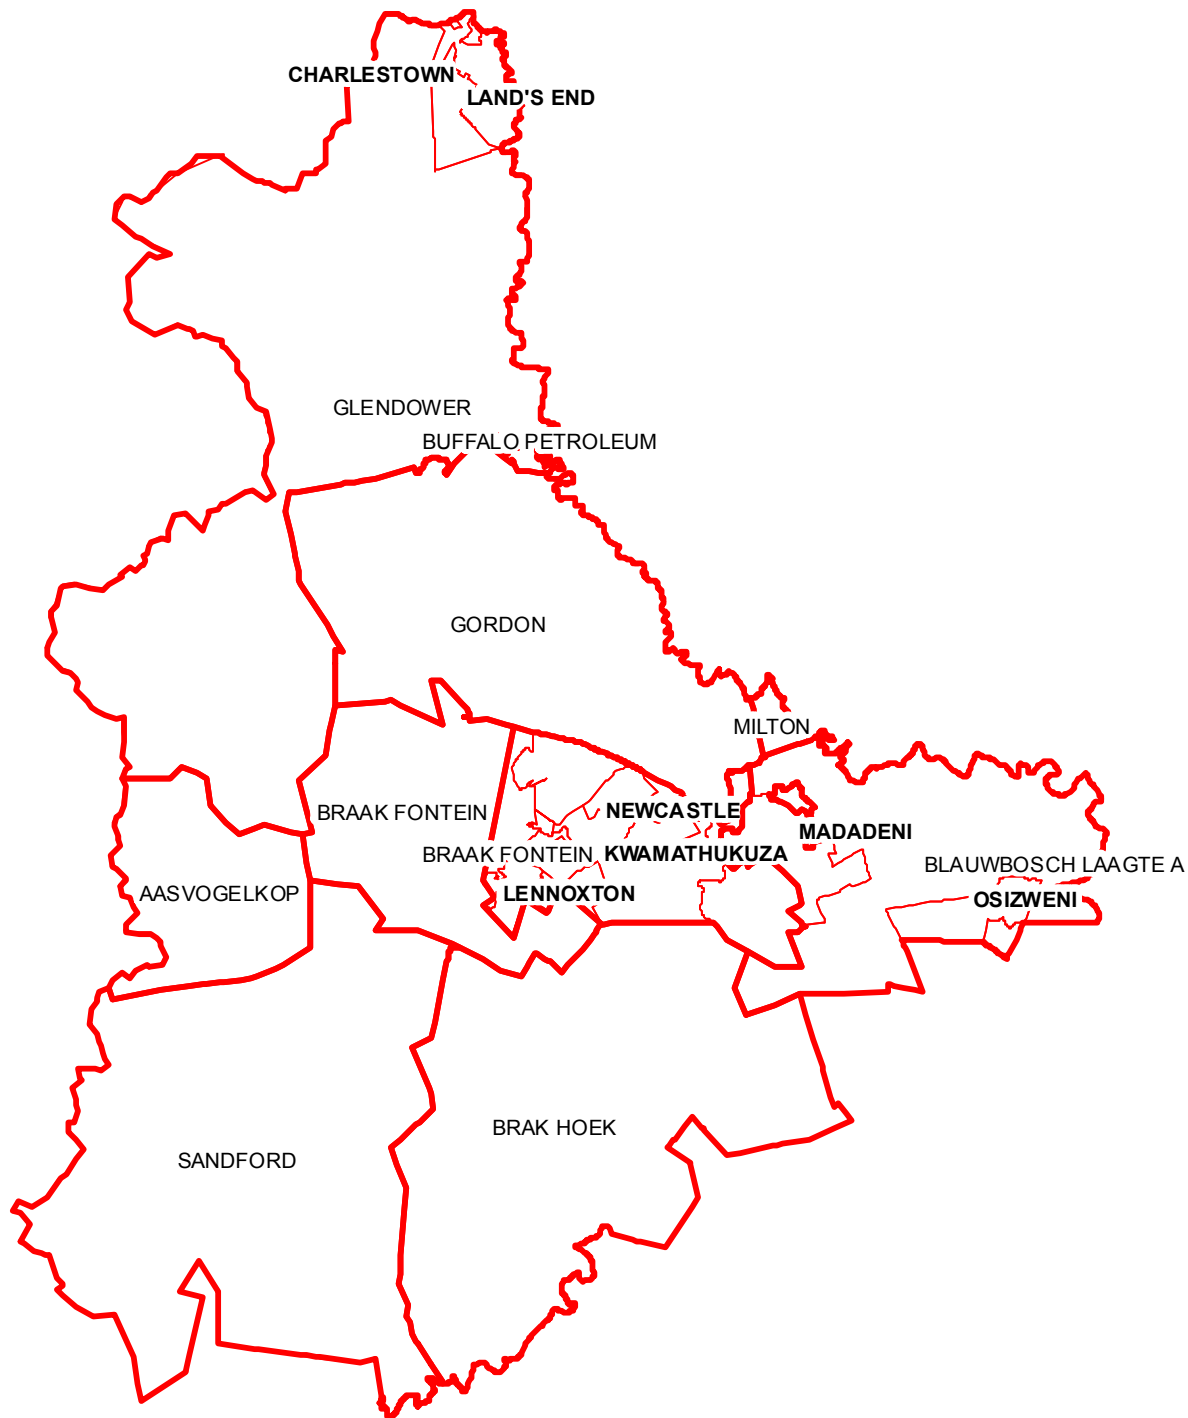 CHARLESTOWN
LAND'S END
GLENDOWER
BUFFALO PETROLEUM
GORDON
MILTON
BRAAK FONTEIN
NEWCASTLE
MADADENI
BRAAK FONTEIN
KWAMATHUKUZA
BLAUWBOSCH LAAGTE A
AASVOGELKOP
LENNOXTON
OSIZWENI
BRAK HOEK
SANDFORD